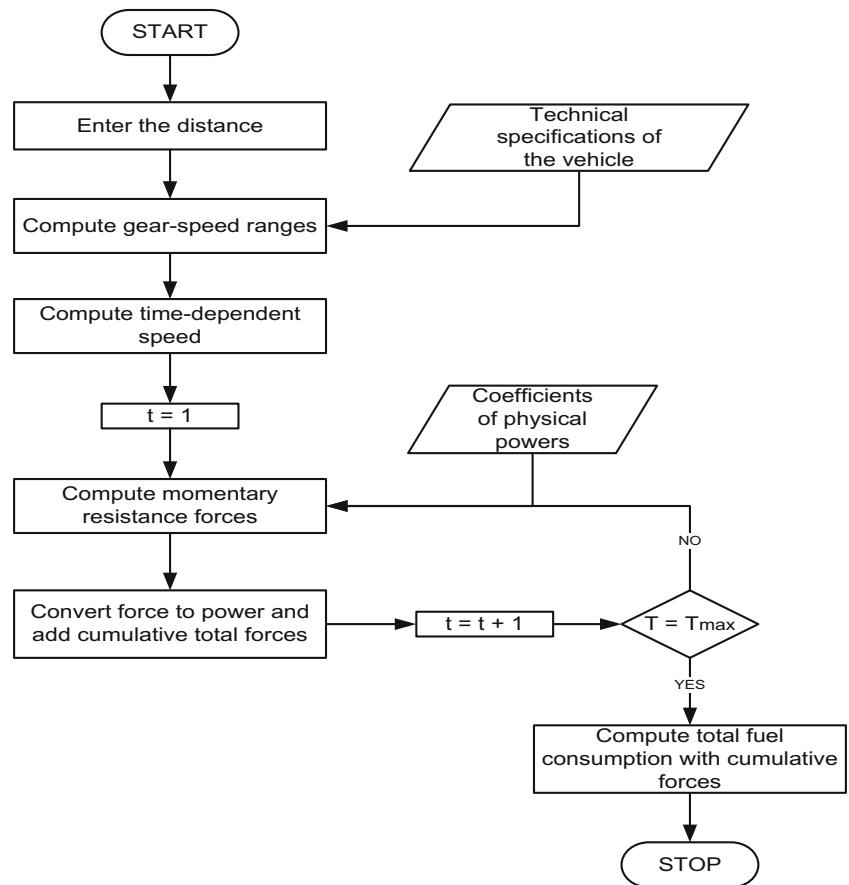 START
Enter the distance
Technical
specifications of
the vehicle
Compute gear-speed ranges
Compute time-dependent
speed
t = 1
Coefficients
of physical
powers
Compute momentary
resistance forces
NO
Convert force to power and
add cumulative total forces
t = t + 1
T = Tmax
YES
Compute total fuel
consumption with cumulative
forces
STOP